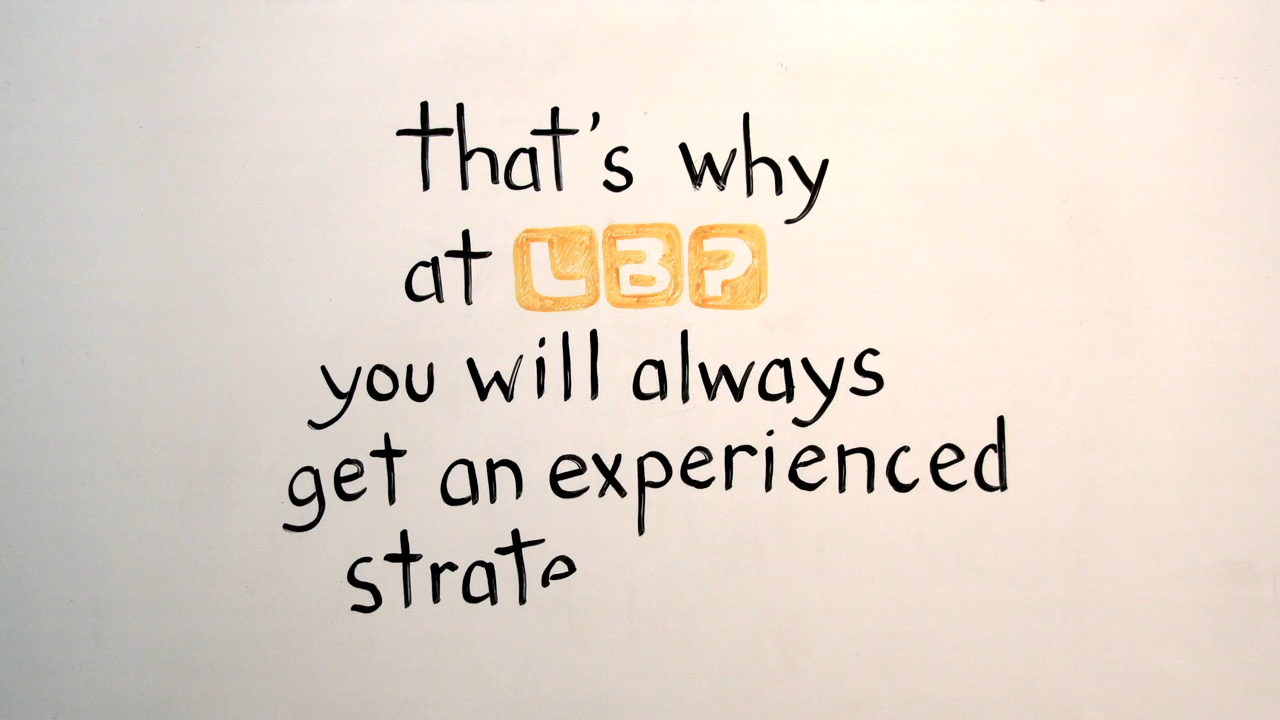 that's why
at LBP
you will always
get an experienced
strate